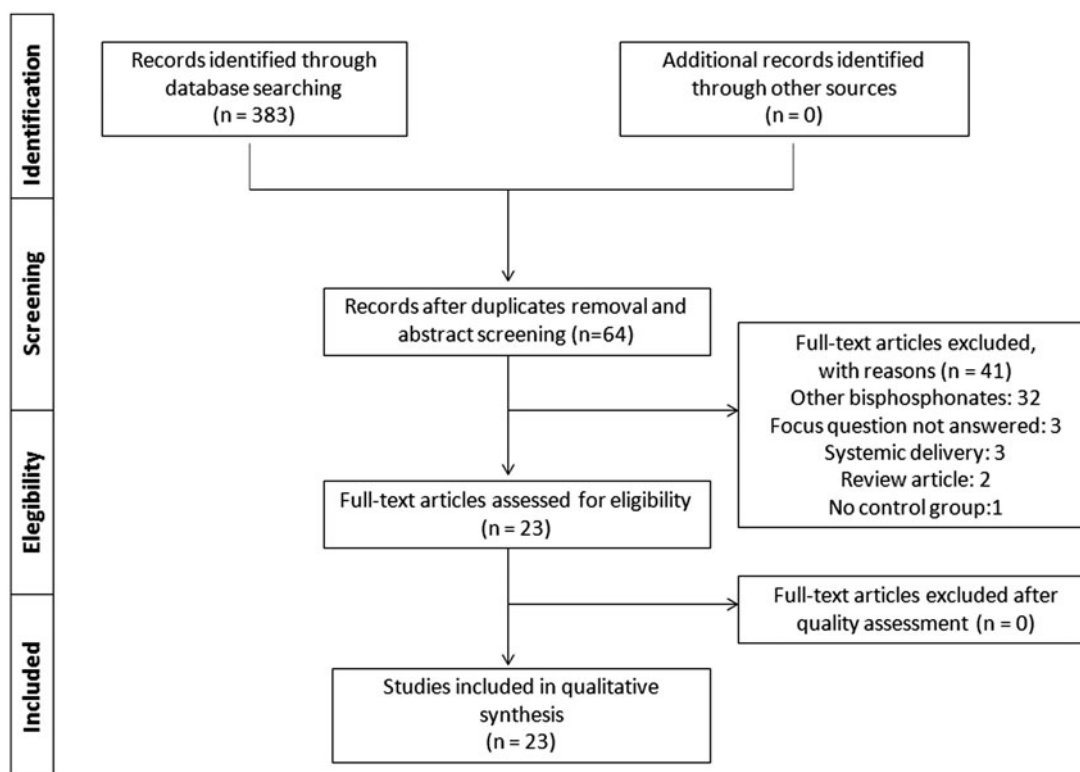 Identification
Records identified through
database searching
(n = 383)
Additional records identified
through other sources
(n = 0)
Screening
Records after duplicates removal and
abstract screening (n=64)
Full-text articles excluded,
with reasons (n = 41)
Other bisphosphonates: 32
Focus question not answered: 3
Systemic delivery: 3
Review article: 2
No control group:1
Elegibility
Full-text articles assessed for eligibility
(n = 23)
Full-text articles excluded after
quality assessment (n = 0)
Included
Studies included in qualitative
synthesis
(n = 23)